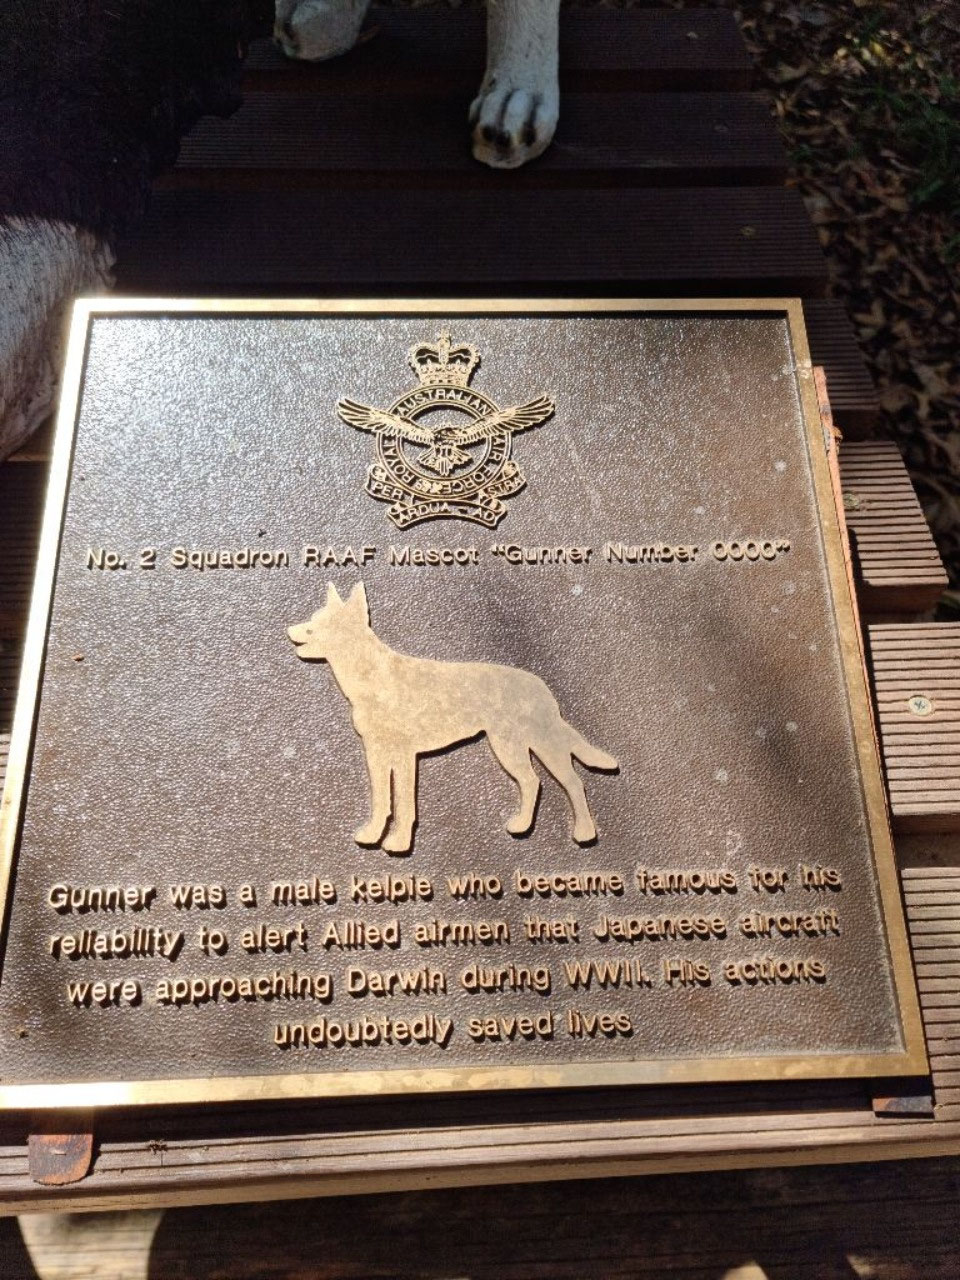 ROYAL AUSTRALIAN AIR FORCE
PER ARDUA AD ASTRA
No. 2 Squadron RAAF Mascot “Gunner Number 0000”
Gunner was a male kelpie who became famous for his
reliability to alert Allied airmen that Japanese aircraft
were approaching Darwin during WWII. His actions
undoubtedly saved lives